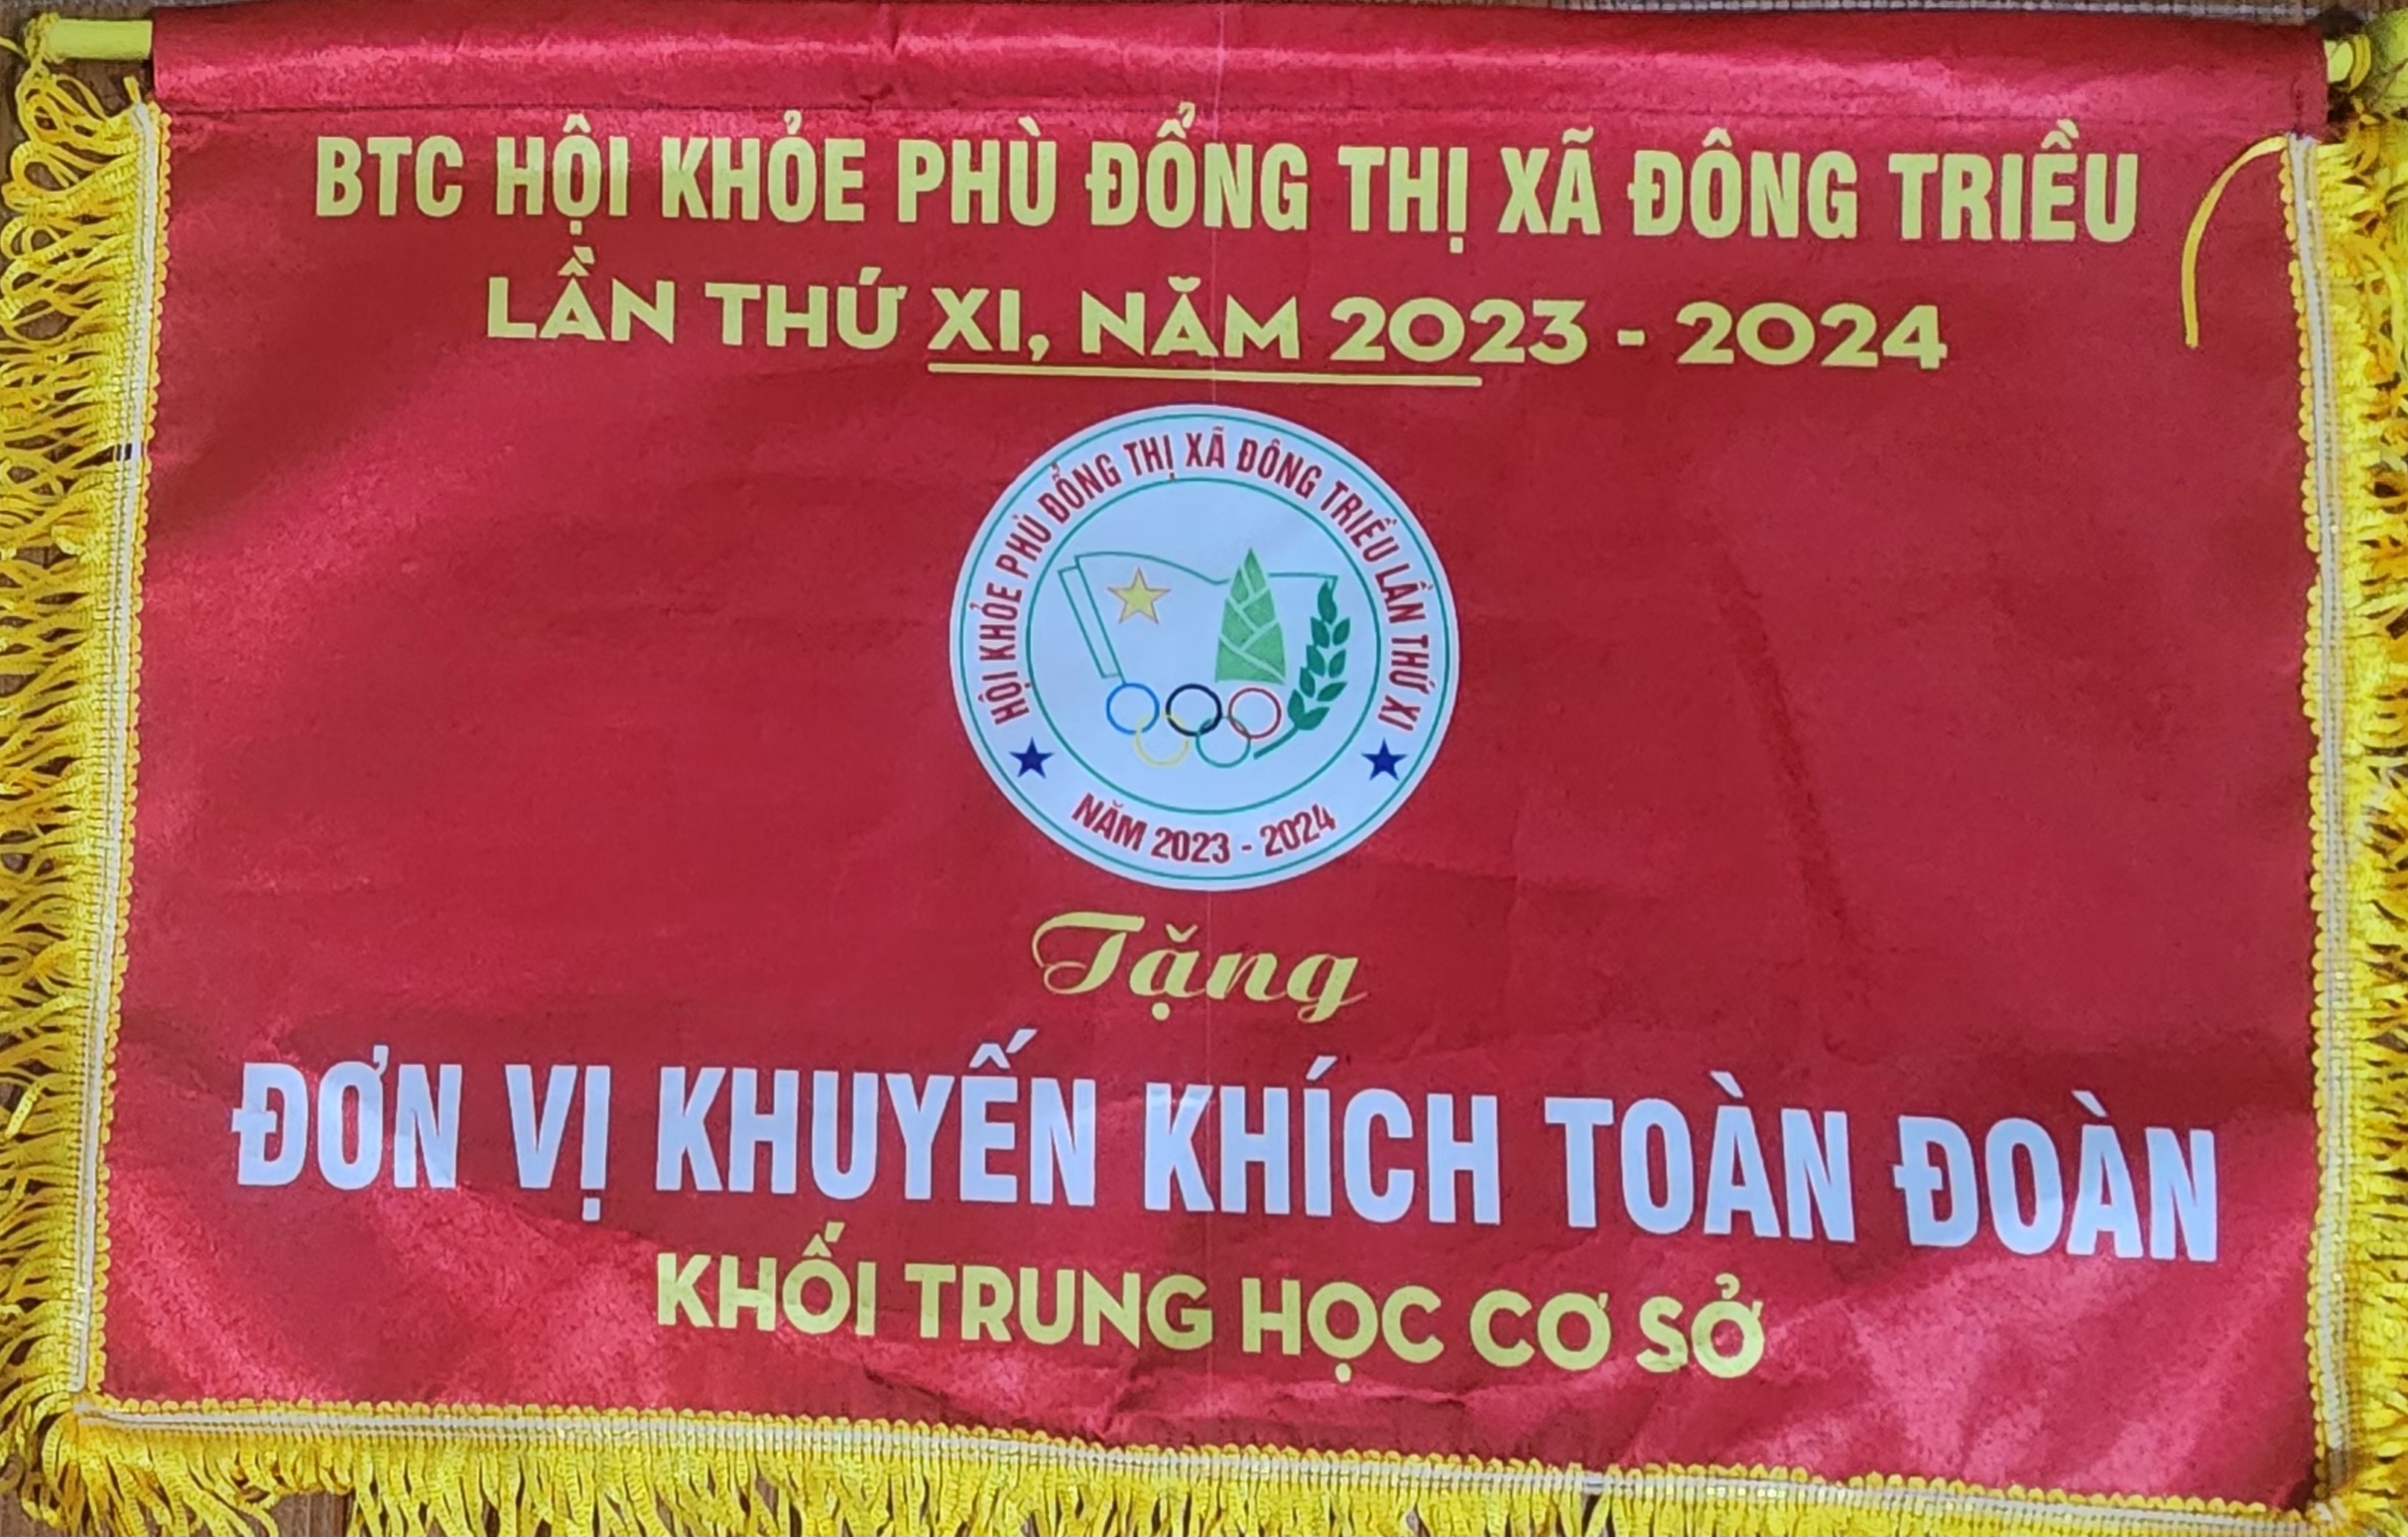 BTC HỘI KHỎE PHÙ ĐỔNG THỊ XÃ ĐÔNG TRIỀU
LẦN THỨ XI, NĂM 2023 - 2024
HỘI KHỎE PHÙ ĐỔNG THỊ XÃ ĐÔNG TRIỀU LẦN THỨ XI
NĂM 2023 - 2024
Tặng
ĐƠN VỊ KHUYẾN KHÍCH TOÀN ĐOÀN
KHỐI TRUNG HỌC CƠ SỞ